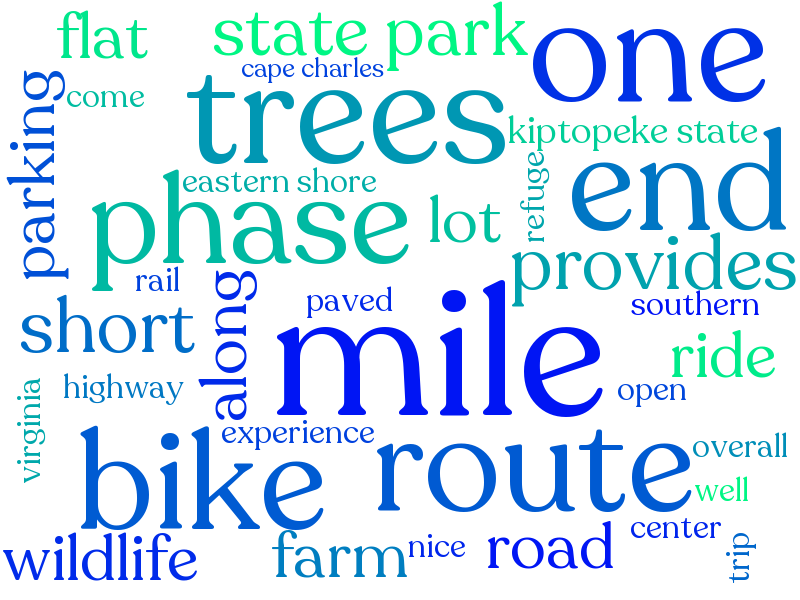 flat
state park
one
cape charles
come
trees
parking
kiptopeke state
end
refuge
eastern shore
phase
lot
provides
rail
along
paved
southern
short
mile
ride
highway
open
virginia
experience
bike
route
overall
well
center
wildlife
farm
nice
road
trip